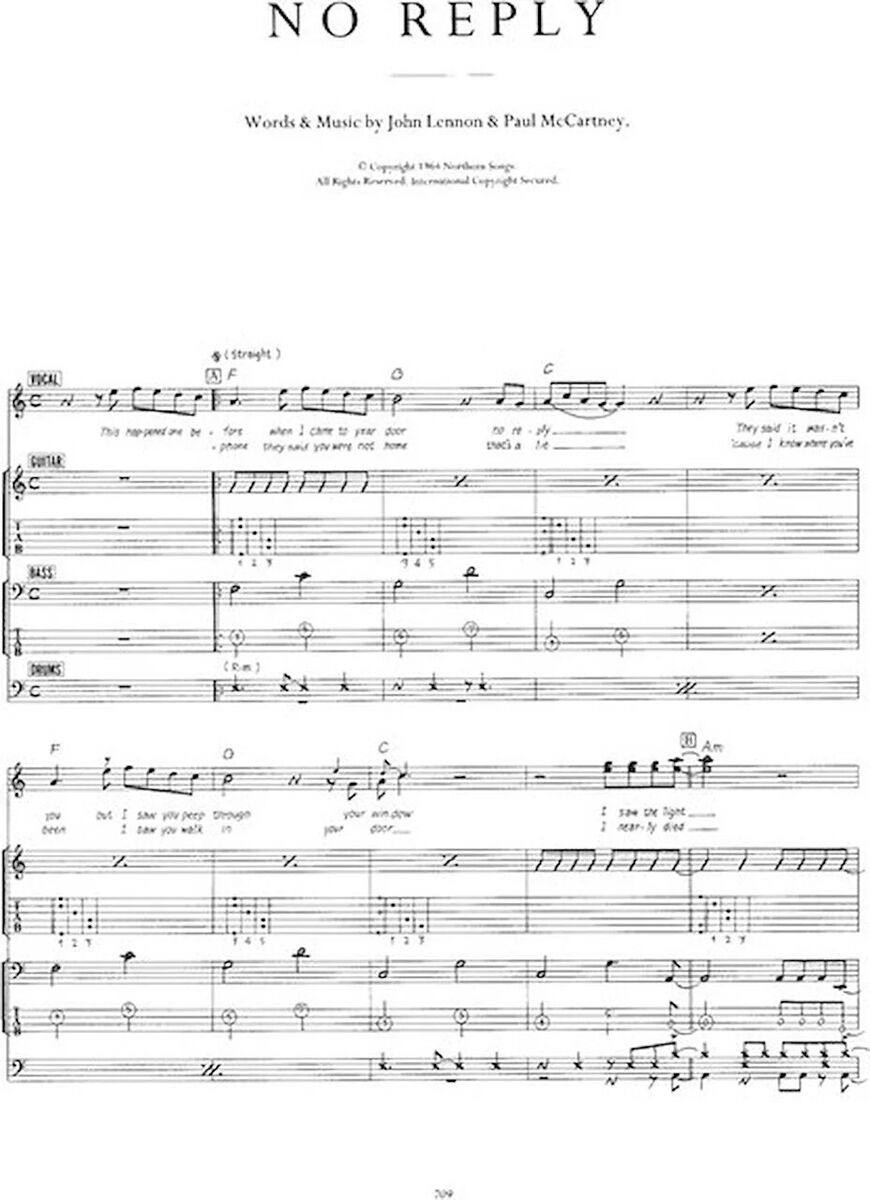 NO REPLY
Words & Music by John Lennon & Paul McCartney.
© Copyright 1964 Northern Songs.
All Rights Reserved. International Copyright Secured.
(Straight)
VOCAL A F G C
This happened once be - fore when I came to your door no re - ply They said it was-n't
- phone they said you were not home that's a lie 'cause I know where you've
GUITAR
T A B
1 2 3 3 4 5 1 2 3
BASS
DRUMS (Rim)
F G C B Am
you but I saw you peep through your window I saw the light
been I saw you walk in your door I near-ly died
T A B
1 2 3 3 4 5 1 2 3 1 2 3
709